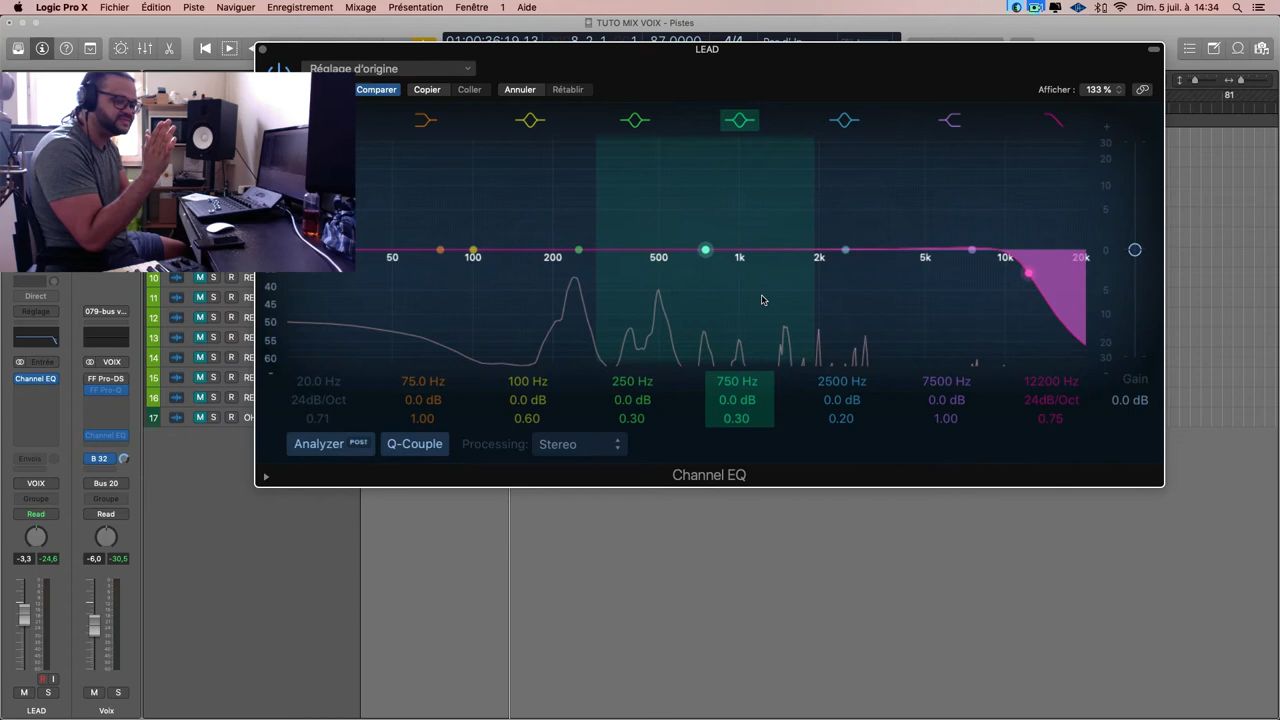 Logic Pro X Fichier Édition Piste Naviguer Enregistrement Mixage Présentation Fenêtre 1 Aide
Dim. 5 juil. à 14:34
TUTO MIX VOIX - Pistes
LEAD
Réglage d'origine
Comparer Copier Coller Annuler Rétablir
Afficher : 133 %
81
+
30
20
10
5
0
5
10
20
30
-
50 100 200 500 1k 2k 5k 10k 20k
40
45
50
55
60
20.0 Hz 75.0 Hz 100 Hz 250 Hz 750 Hz 2500 Hz 7500 Hz 12200 Hz Gain
24dB/Oct 0.0 dB 0.0 dB 0.0 dB 0.0 dB 0.0 dB 0.0 dB 24dB/Oct 0.0 dB
0.71 1.00 0.60 0.30 0.30 0.20 1.00 0.75
Analyzer POST Q-Couple Processing: Stereo
Channel EQ
10 M S R RE
11 M S R RE
12 M S R RE
13 M S R RE
14 M S R RE
15 M S R RE
16 M S R RE
17 M S R OH
Direct
Réglage 079-bus v...
Entrée VOIX
Channel EQ FF Pro-DS
FF Pro-Q
Channel EQ
Envois B 32
VOIX Bus 20
Groupe Groupe
Read Read
-3,3 -24,6 -6,0 -30,5
R I
M S M S
LEAD Voix